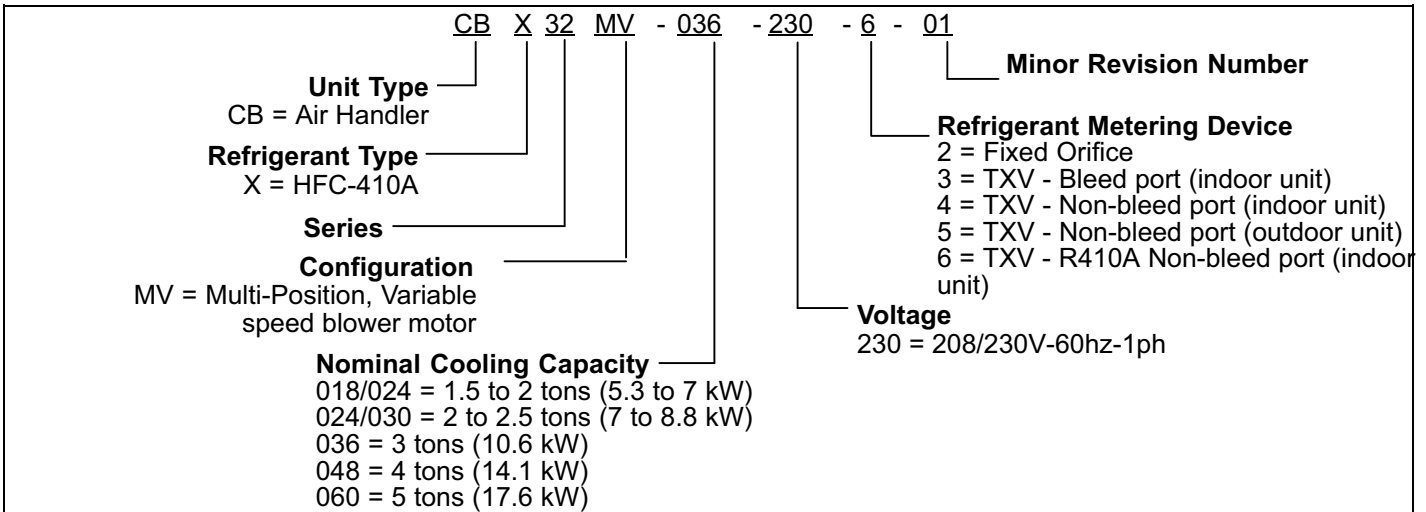 CB X 32 MV - 036 - 230 - 6 - 01
Unit Type
CB = Air Handler
Refrigerant Type
X = HFC-410A
Series
Configuration
MV = Multi-Position, Variable
speed blower motor
Nominal Cooling Capacity
018/024 = 1.5 to 2 tons (5.3 to 7 kW)
024/030 = 2 to 2.5 tons (7 to 8.8 kW)
036 = 3 tons (10.6 kW)
048 = 4 tons (14.1 kW)
060 = 5 tons (17.6 kW)
Minor Revision Number
Refrigerant Metering Device
2 = Fixed Orifice
3 = TXV - Bleed port (indoor unit)
4 = TXV - Non-bleed port (indoor unit)
5 = TXV - Non-bleed port (outdoor unit)
6 = TXV - R410A Non-bleed port (indoor
unit)
Voltage
230 = 208/230V-60hz-1ph